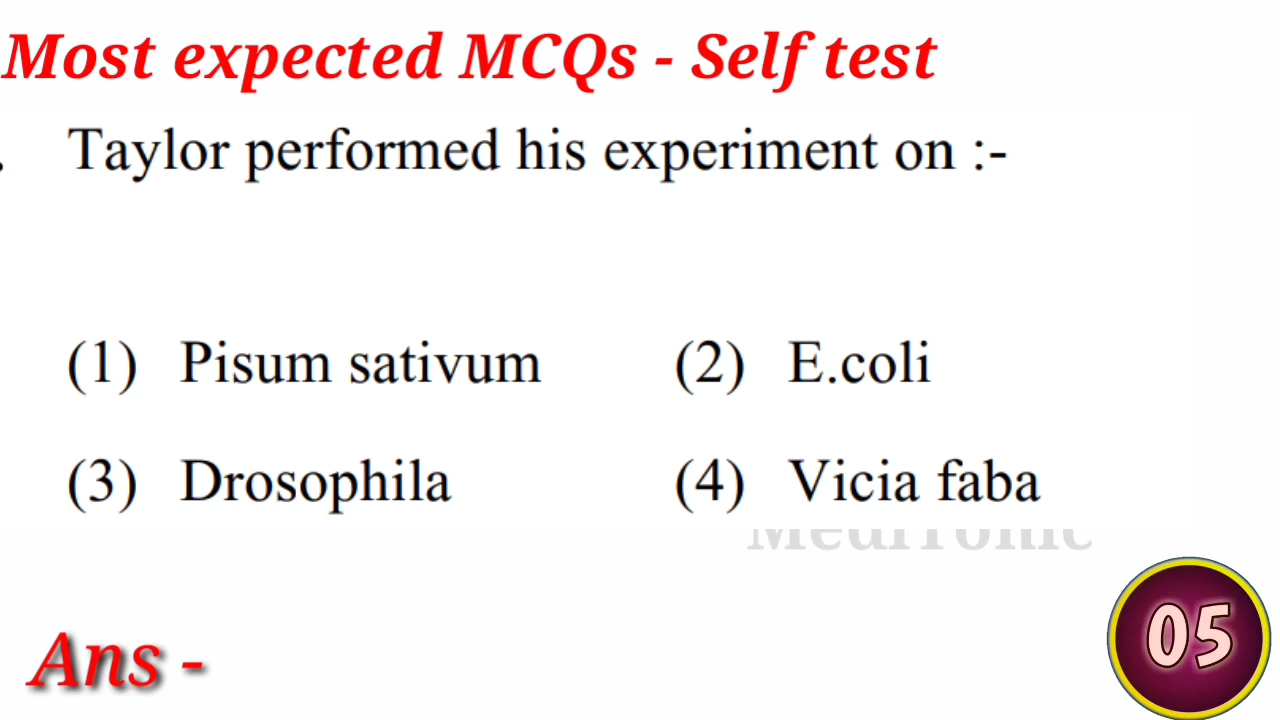 Most expected MCQs - Self test
. Taylor performed his experiment on :-
(1) Pisum sativum (2) E.coli
(3) Drosophila (4) Vicia faba
Ans -
05